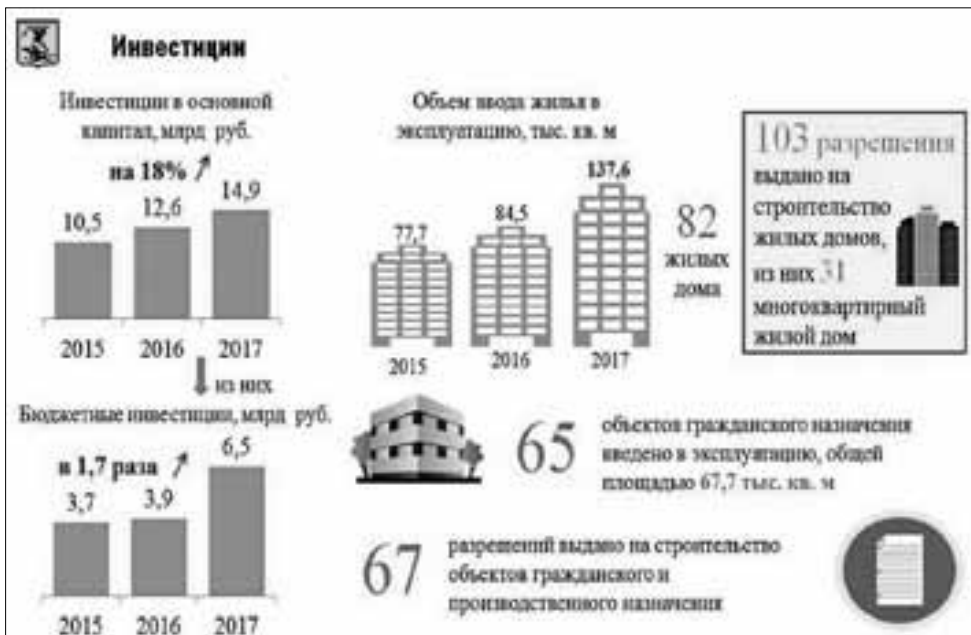 Инвестиции
Инвестиции в основной
капитал, млрд руб.
на 18%
10,5
12,6
14,9
2015
2016
2017
из них
Бюджетные инвестиции, млрд руб.
в 1,7 раза
3,7
3,9
6,5
2015
2016
2017
Объем ввода жилья в
эксплуатацию, тыс. кв. м
77,7
84,5
137,6
2015
2016
2017
82
жилых
дома
103 разрешения
выдано на
строительство
жилых домов,
из них 31
многоквартирный
жилой дом
65
объектов гражданского назначения
введено в эксплуатацию, общей
площадью 67,7 тыс. кв. м
67
разрешений выдано на строительство
объектов гражданского и
производственного назначения